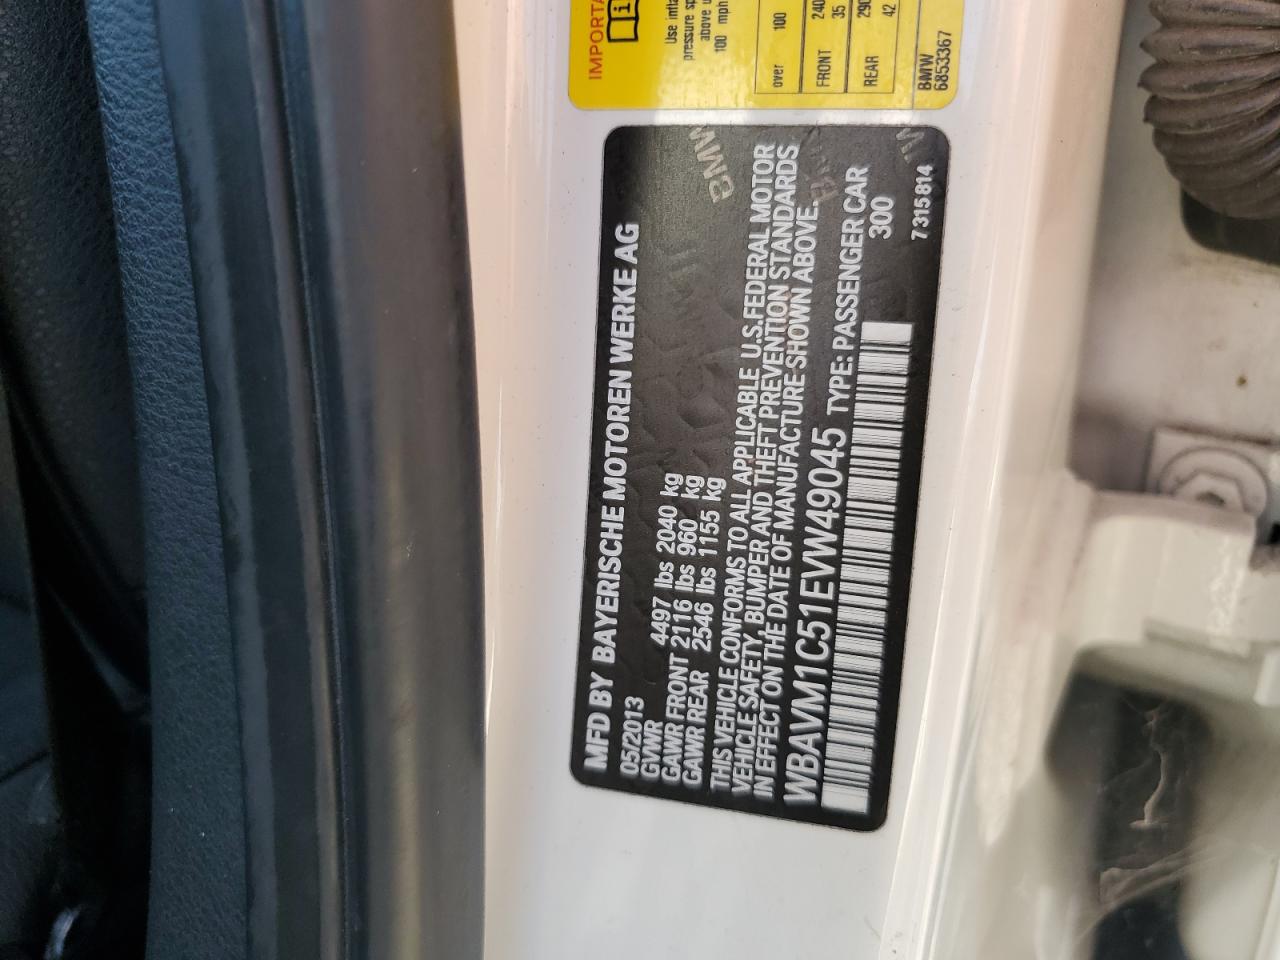 MFD BY BAYERISCHE MOTOREN WERKE AG
05/2013
GVWR 4497 lbs 2040 kg
GAWR FRONT 2116 lbs 960 kg
GAWR REAR 2546 lbs 1155 kg
THIS VEHICLE CONFORMS TO ALL APPLICABLE U.S. FEDERAL MOTOR
VEHICLE SAFETY, BUMPER AND THEFT PREVENTION STANDARDS
IN EFFECT ON THE DATE OF MANUFACTURE SHOWN ABOVE.
WBAVM1C51EVW49045 TYPE: PASSENGER CAR
300
7315814
BMW
IMPORTA
i
Use infla
pressure sp
above
100 mph
over 100
FRONT 240
35
REAR 290
42
BMW
6853367